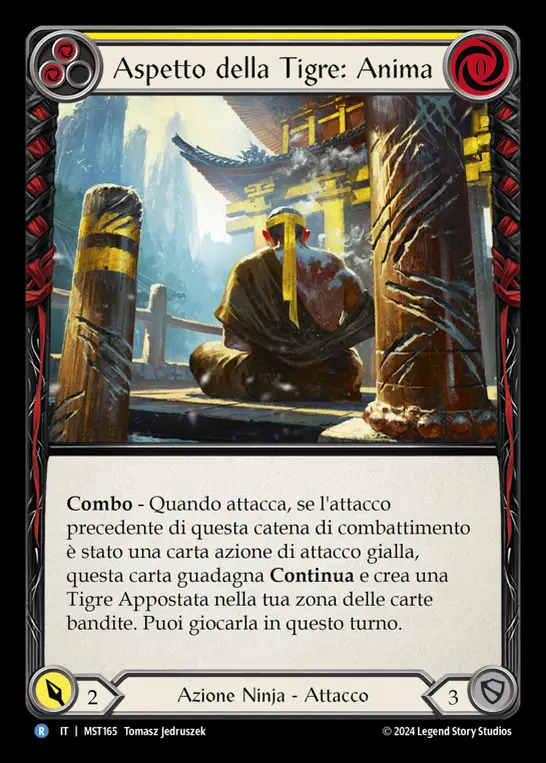 Aspetto della Tigre: Anima
0
Combo - Quando attacca, se l'attacco
precedente di questa catena di combattimento
è stato una carta azione di attacco gialla,
questa carta guadagna Continua e crea una
Tigre Appostata nella tua zona delle carte
bandite. Puoi giocarla in questo turno.
2
Azione Ninja - Attacco
3
R IT | MST165 Tomasz Jedruszek
© 2024 Legend Story Studios